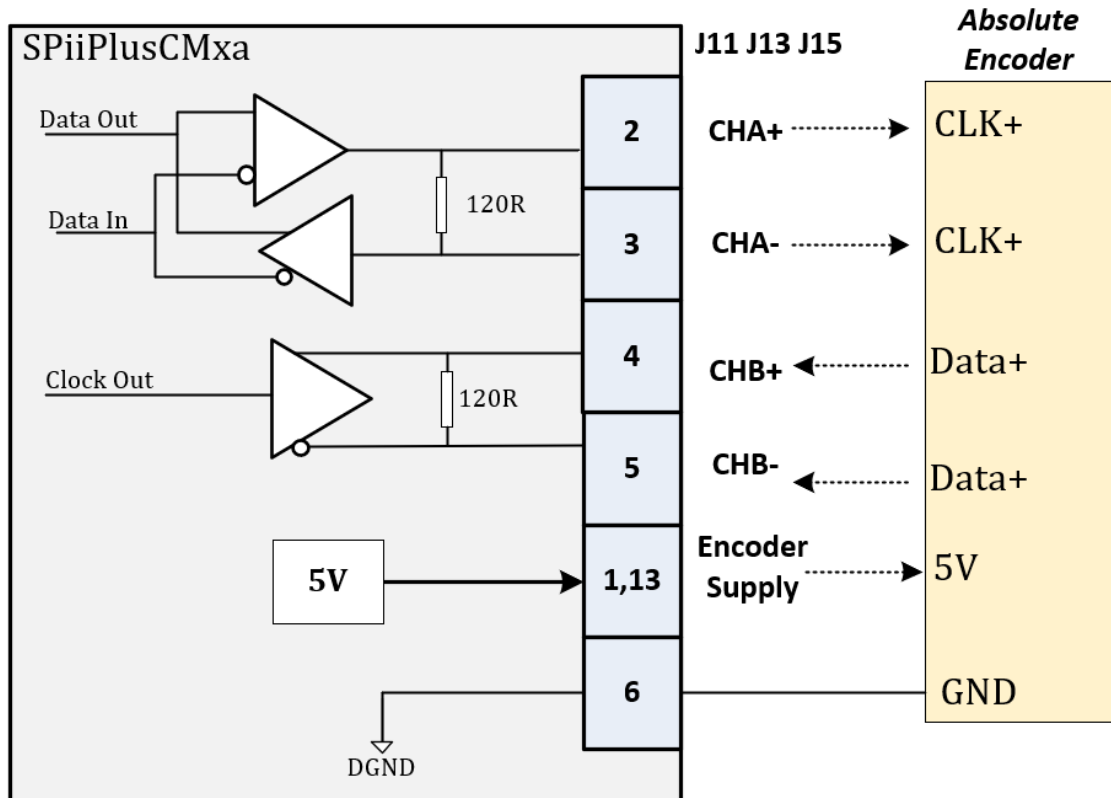 SPiiPlusCMxa
J11 J13 J15
Absolute
Encoder
Data Out
2
CHA+
CLK+
120R
Data In
3
CHA-
CLK+
4
CHB+
Data+
Clock Out
120R
5
CHB-
Data+
5V
1,13
Encoder
Supply
5V
6
GND
DGND